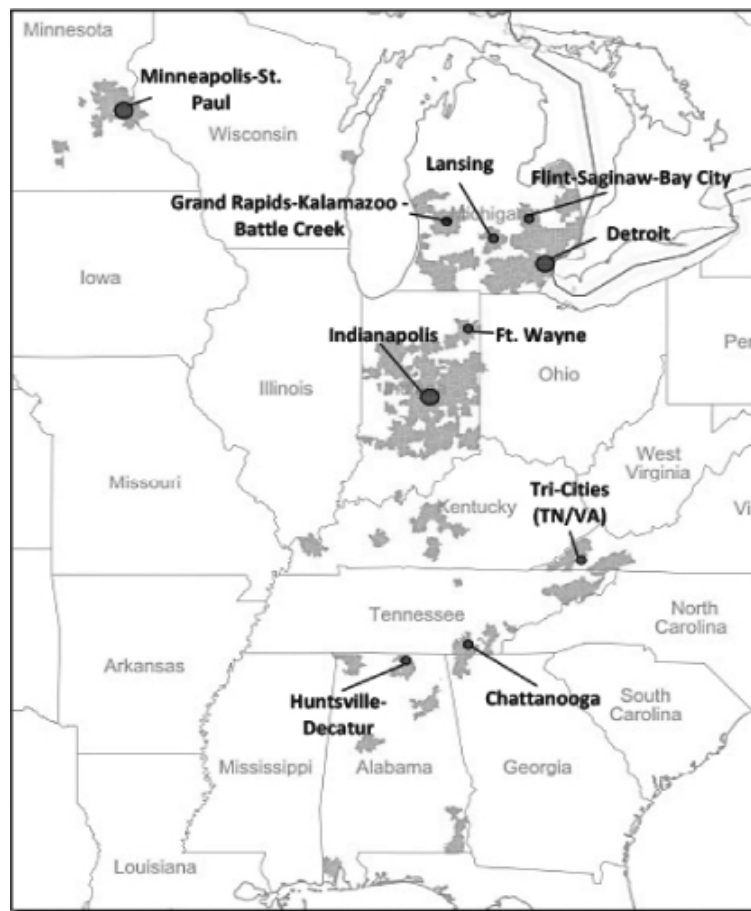 Minnesota
Minneapolis-St.
Paul
Wisconsin
Lansing
Flint-Saginaw-Bay City
Grand Rapids-Kalamazoo -
Battle Creek
Michigan
Detroit
Iowa
Indianapolis
Ft. Wayne
Per
Illinois
Ohio
West
Virginia
Missouri
Tri-Cities
(TN/VA)
Kentucky
Vi
Tennessee
North
Carolina
Arkansas
Huntsville-
Decatur
Chattanooga
South
Carolina
Mississippi
Alabama
Georgia
Louisiana